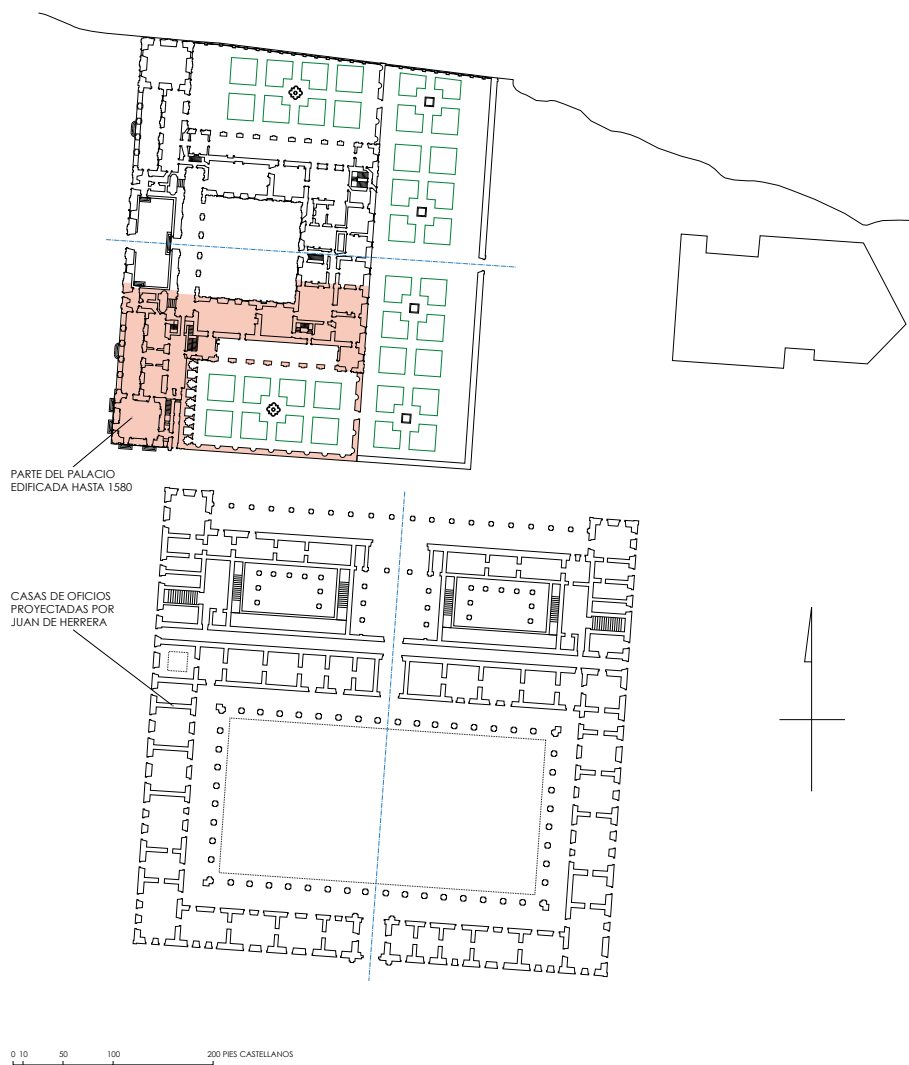 PARTE DEL PALACIO
EDIFICADA HASTA 1580
CASAS DE OFICIOS
PROYECTADAS POR
JUAN DE HERRERA
0 10 50 100 200 PIES CASTELLANOS